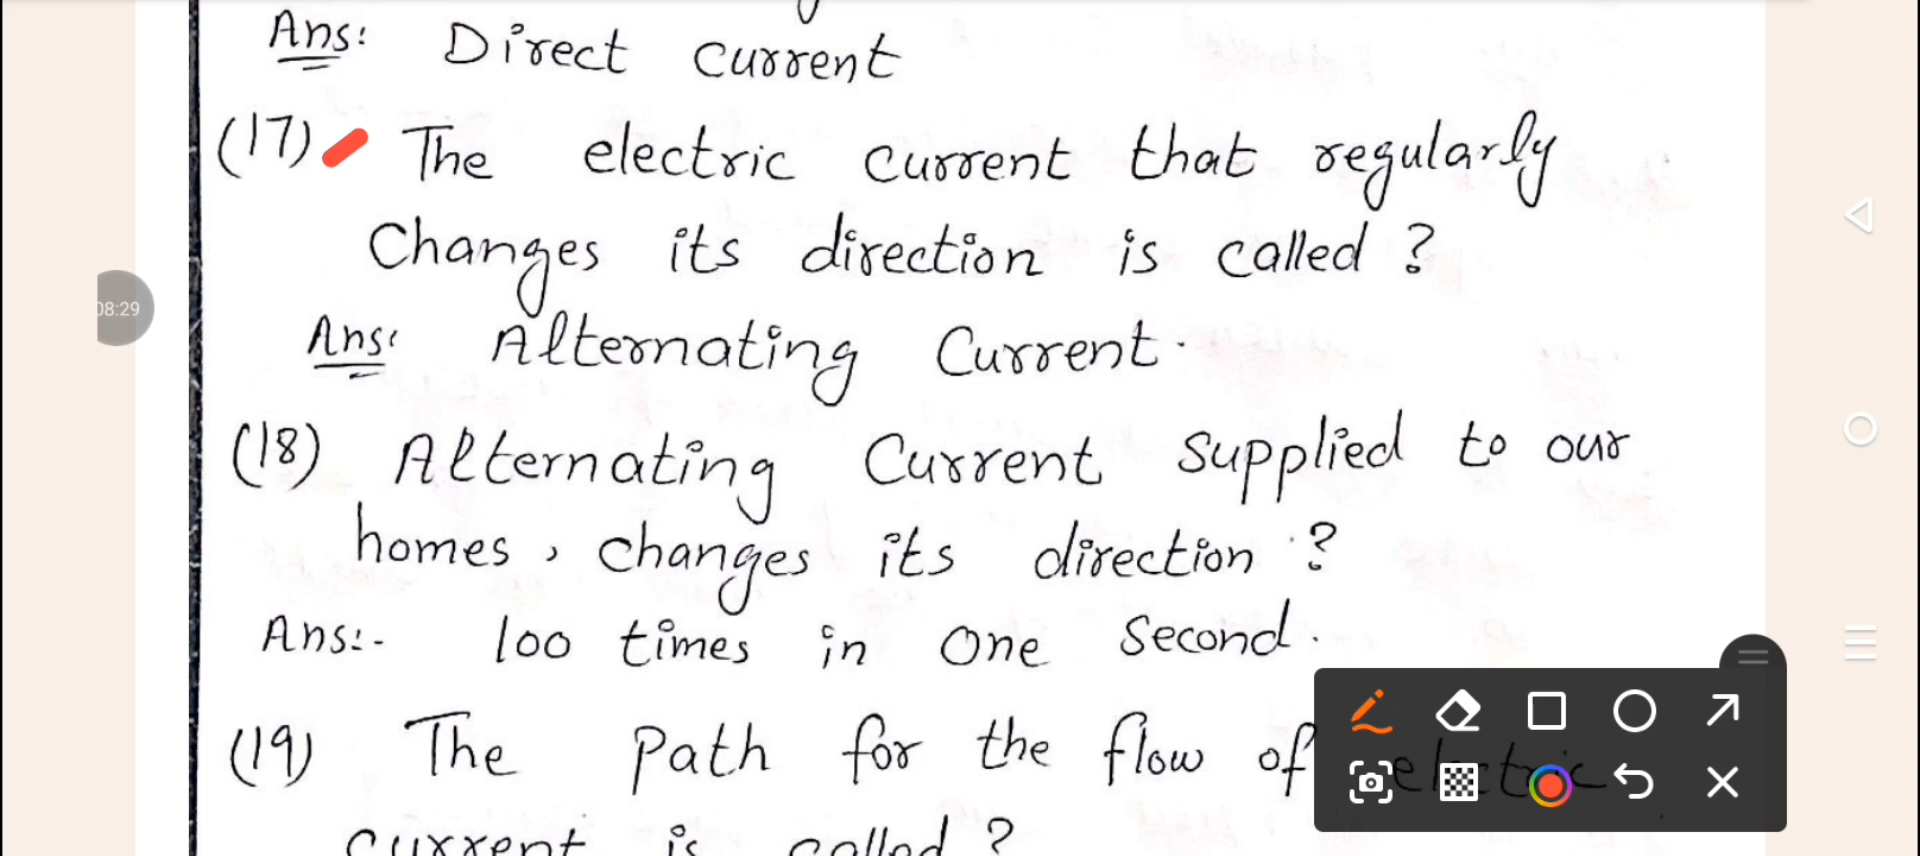 Ans: Direct current
(17) The electric current that regularly
Changes its direction is called ?
Ans: Alternating Current.
(18) Alternating Current Supplied to our
homes, changes its direction ?
Ans:- 100 times in One Second.
(19) The Path for the flow of electric
current is called ?
08:29